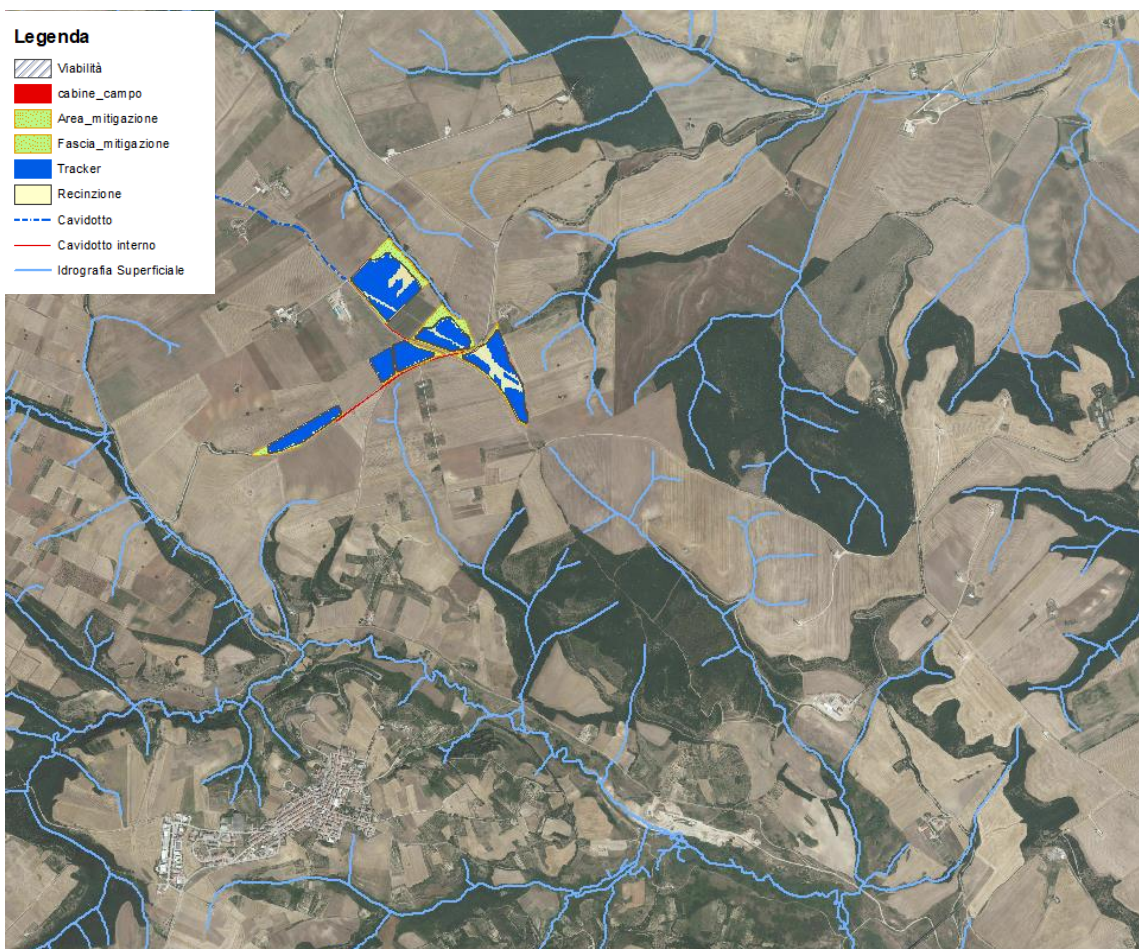 Legenda
Viabilità
cabine_campo
Area_mitigazione
Fascia_mitigazione
Tracker
Recinzione
Cavidotto
Cavidotto interno
Idrografia Superficiale